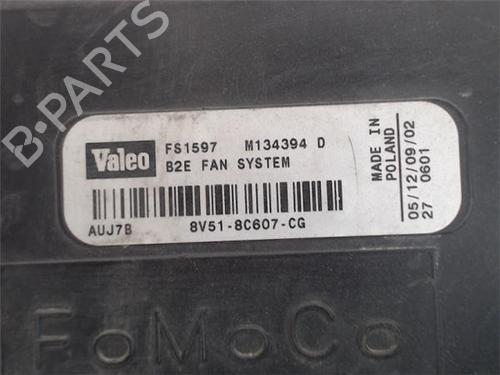 Valeo
FS1597 M134394 D
B2E FAN SYSTEM
AUJ7B
8V51-8C607-CG
MADE IN
POLAND
05/12/09/02
27 0601
FoMoCo
B-PARTS